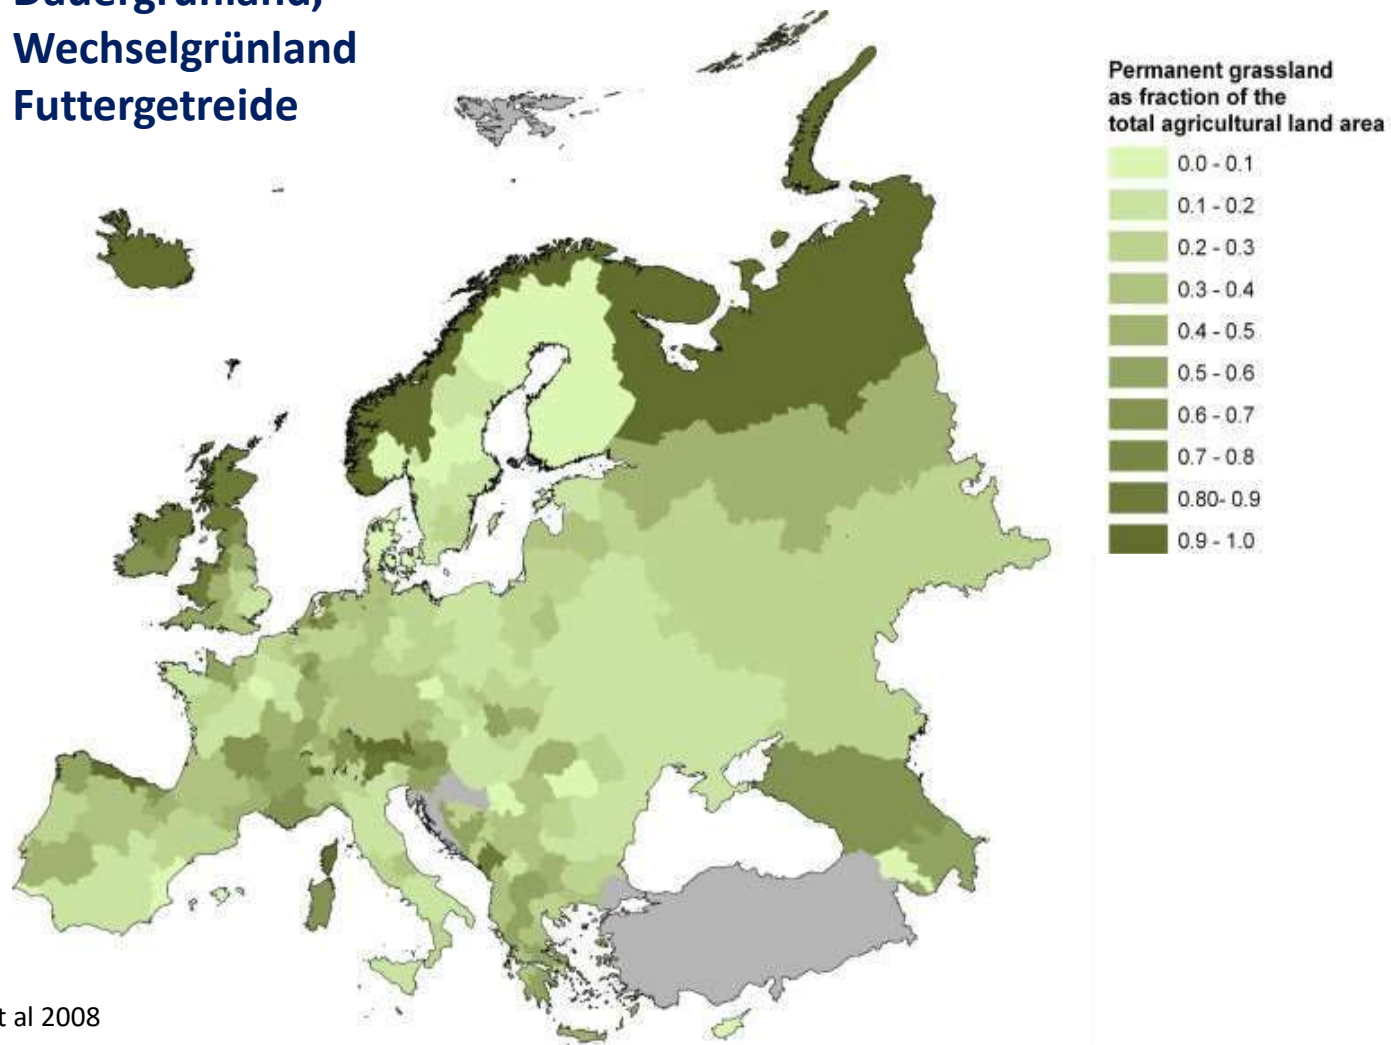 Dauergrünland,
Wechselgrünland
Futtergetreide
Permanent grassland
as fraction of the
total agricultural land area
0.0 - 0.1
0.1 - 0.2
0.2 - 0.3
0.3 - 0.4
0.4 - 0.5
0.5 - 0.6
0.6 - 0.7
0.7 - 0.8
0.80- 0.9
0.9 - 1.0
t al 2008